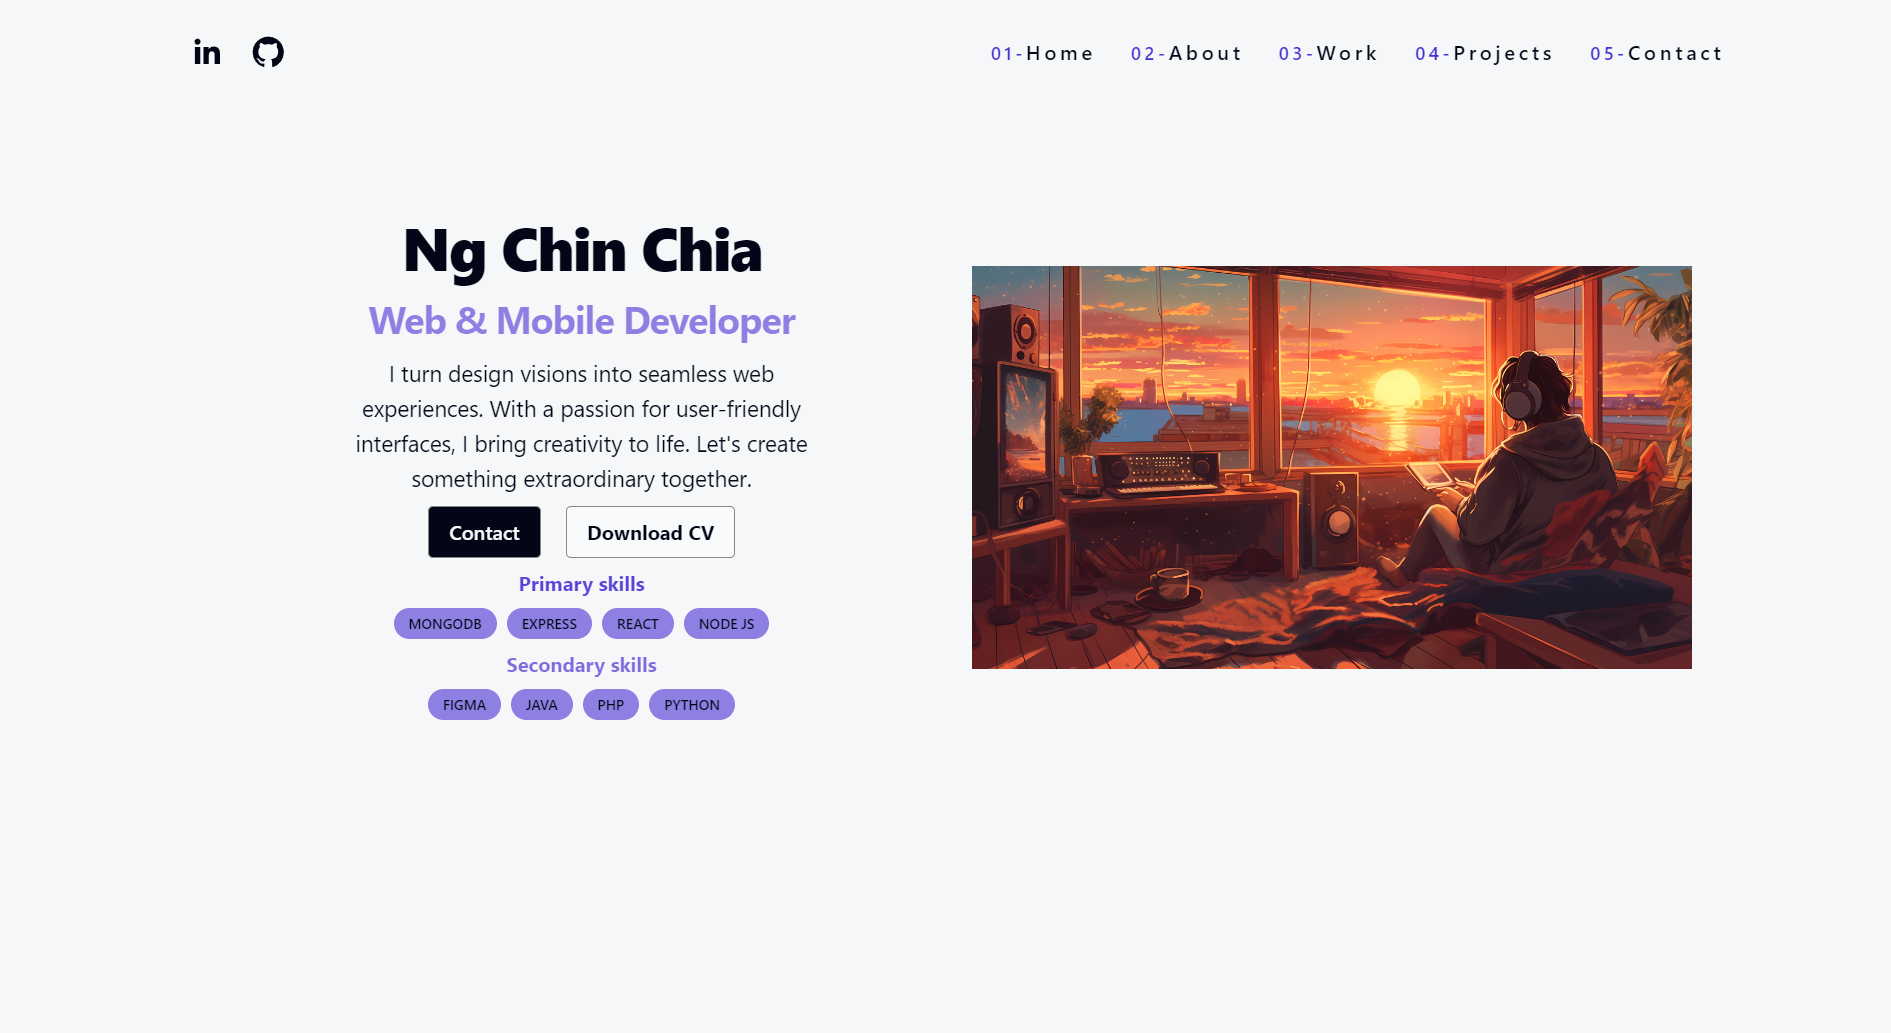 in
01-Home 02-About 03-Work 04-Projects 05-Contact
Ng Chin Chia
Web & Mobile Developer
I turn design visions into seamless web
experiences. With a passion for user-friendly
interfaces, I bring creativity to life. Let's create
something extraordinary together.
Contact Download CV
Primary skills
MONGODB EXPRESS REACT NODE JS
Secondary skills
FIGMA JAVA PHP PYTHON